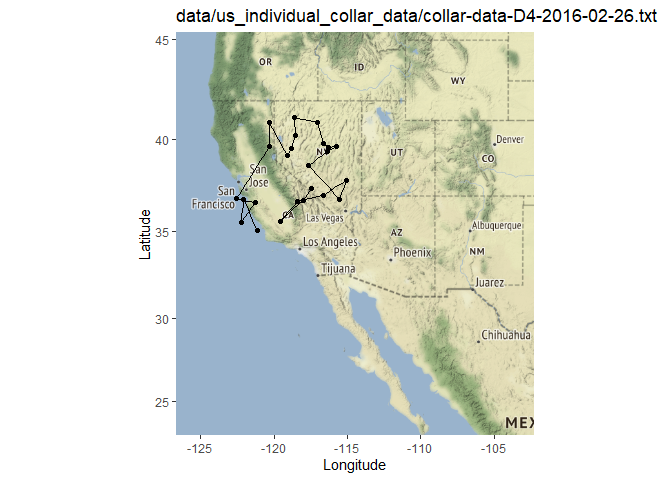 data/us_individual_collar_data/collar-data-D4-2016-02-26.txt
45
OR
ID
WY
40
NV
UT
Denver
CO
San
Jose
San
Francisco
CA
Las Vegas
35
Los Angeles
AZ
Albuquerque
NM
Phoenix
Tijuana
Juarez
30
Chihuahua
25
MEX
Latitude
-125
-120
-115
-110
-105
Longitude